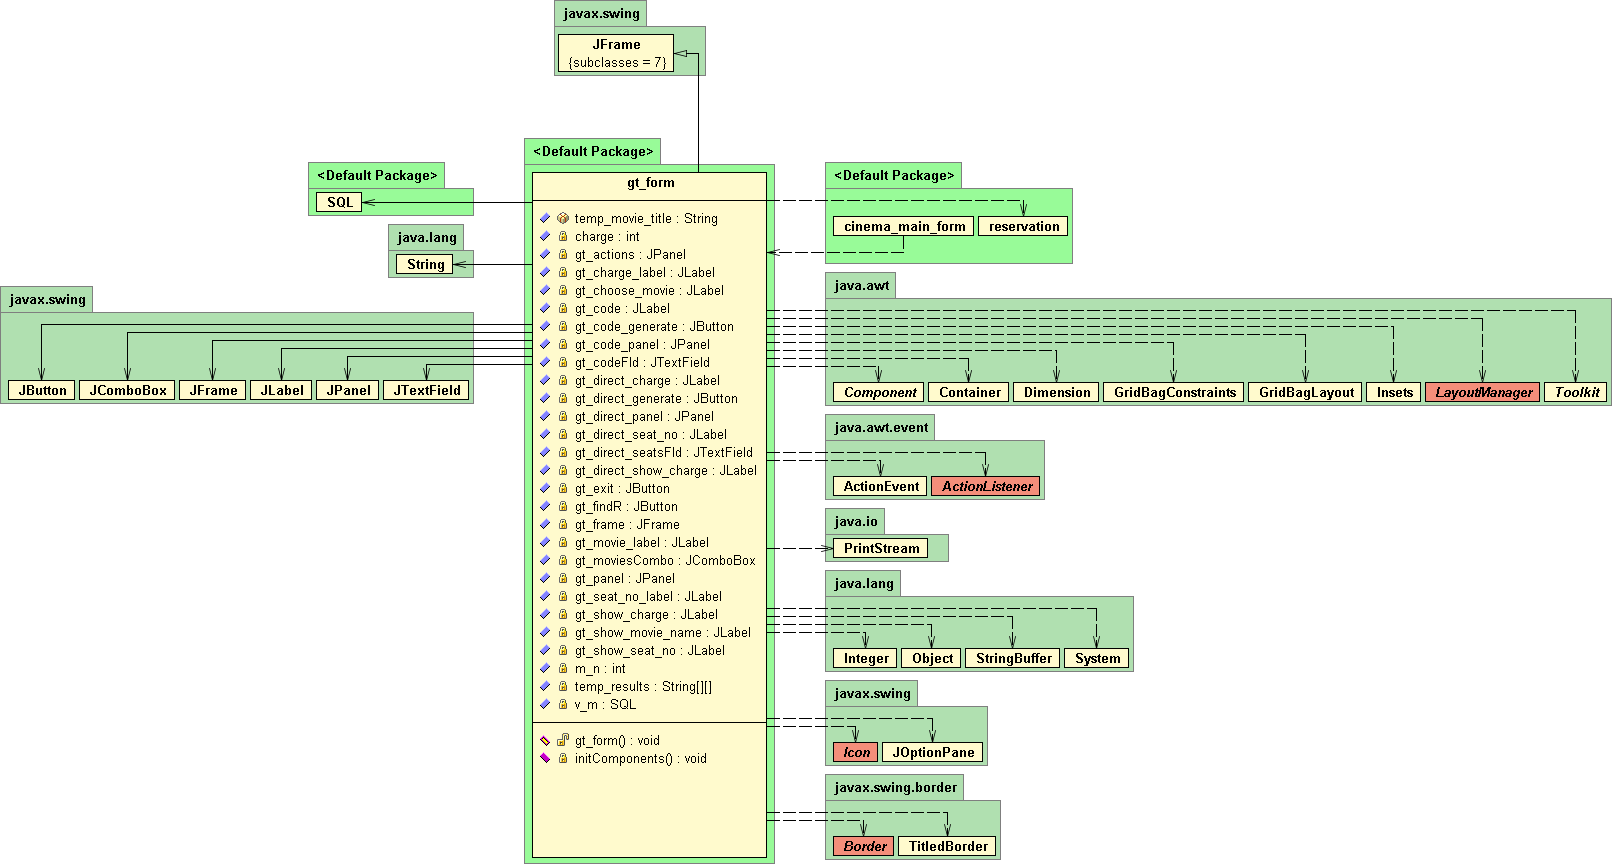 javax.swing
JFrame
{subclasses = 7}
<Default Package>
SQL
java.lang
String
javax.swing
JButton
JComboBox
JFrame
JLabel
JPanel
JTextField
<Default Package>
gt_form
temp_movie_title : String
charge : int
gt_actions : JPanel
gt_charge_label : JLabel
gt_choose_movie : JLabel
gt_code : JLabel
gt_code_generate : JButton
gt_code_panel : JPanel
gt_codeFld : JTextField
gt_direct_charge : JLabel
gt_direct_generate : JButton
gt_direct_panel : JPanel
gt_direct_seat_no : JLabel
gt_direct_seatsFld : JTextField
gt_direct_show_charge : JLabel
gt_exit : JButton
gt_findR : JButton
gt_frame : JFrame
gt_movie_label : JLabel
gt_moviesCombo : JComboBox
gt_panel : JPanel
gt_seat_no_label : JLabel
gt_show_charge : JLabel
gt_show_movie_name : JLabel
gt_show_seat_no : JLabel
m_n : int
temp_results : String[][]
v_m : SQL
gt_form() : void
initComponents() : void
<Default Package>
cinema_main_form
reservation
java.awt
Component
Container
Dimension
GridBagConstraints
GridBagLayout
Insets
LayoutManager
Toolkit
java.awt.event
ActionEvent
ActionListener
java.io
PrintStream
java.lang
Integer
Object
StringBuffer
System
javax.swing
Icon
JOptionPane
javax.swing.border
Border
TitledBorder